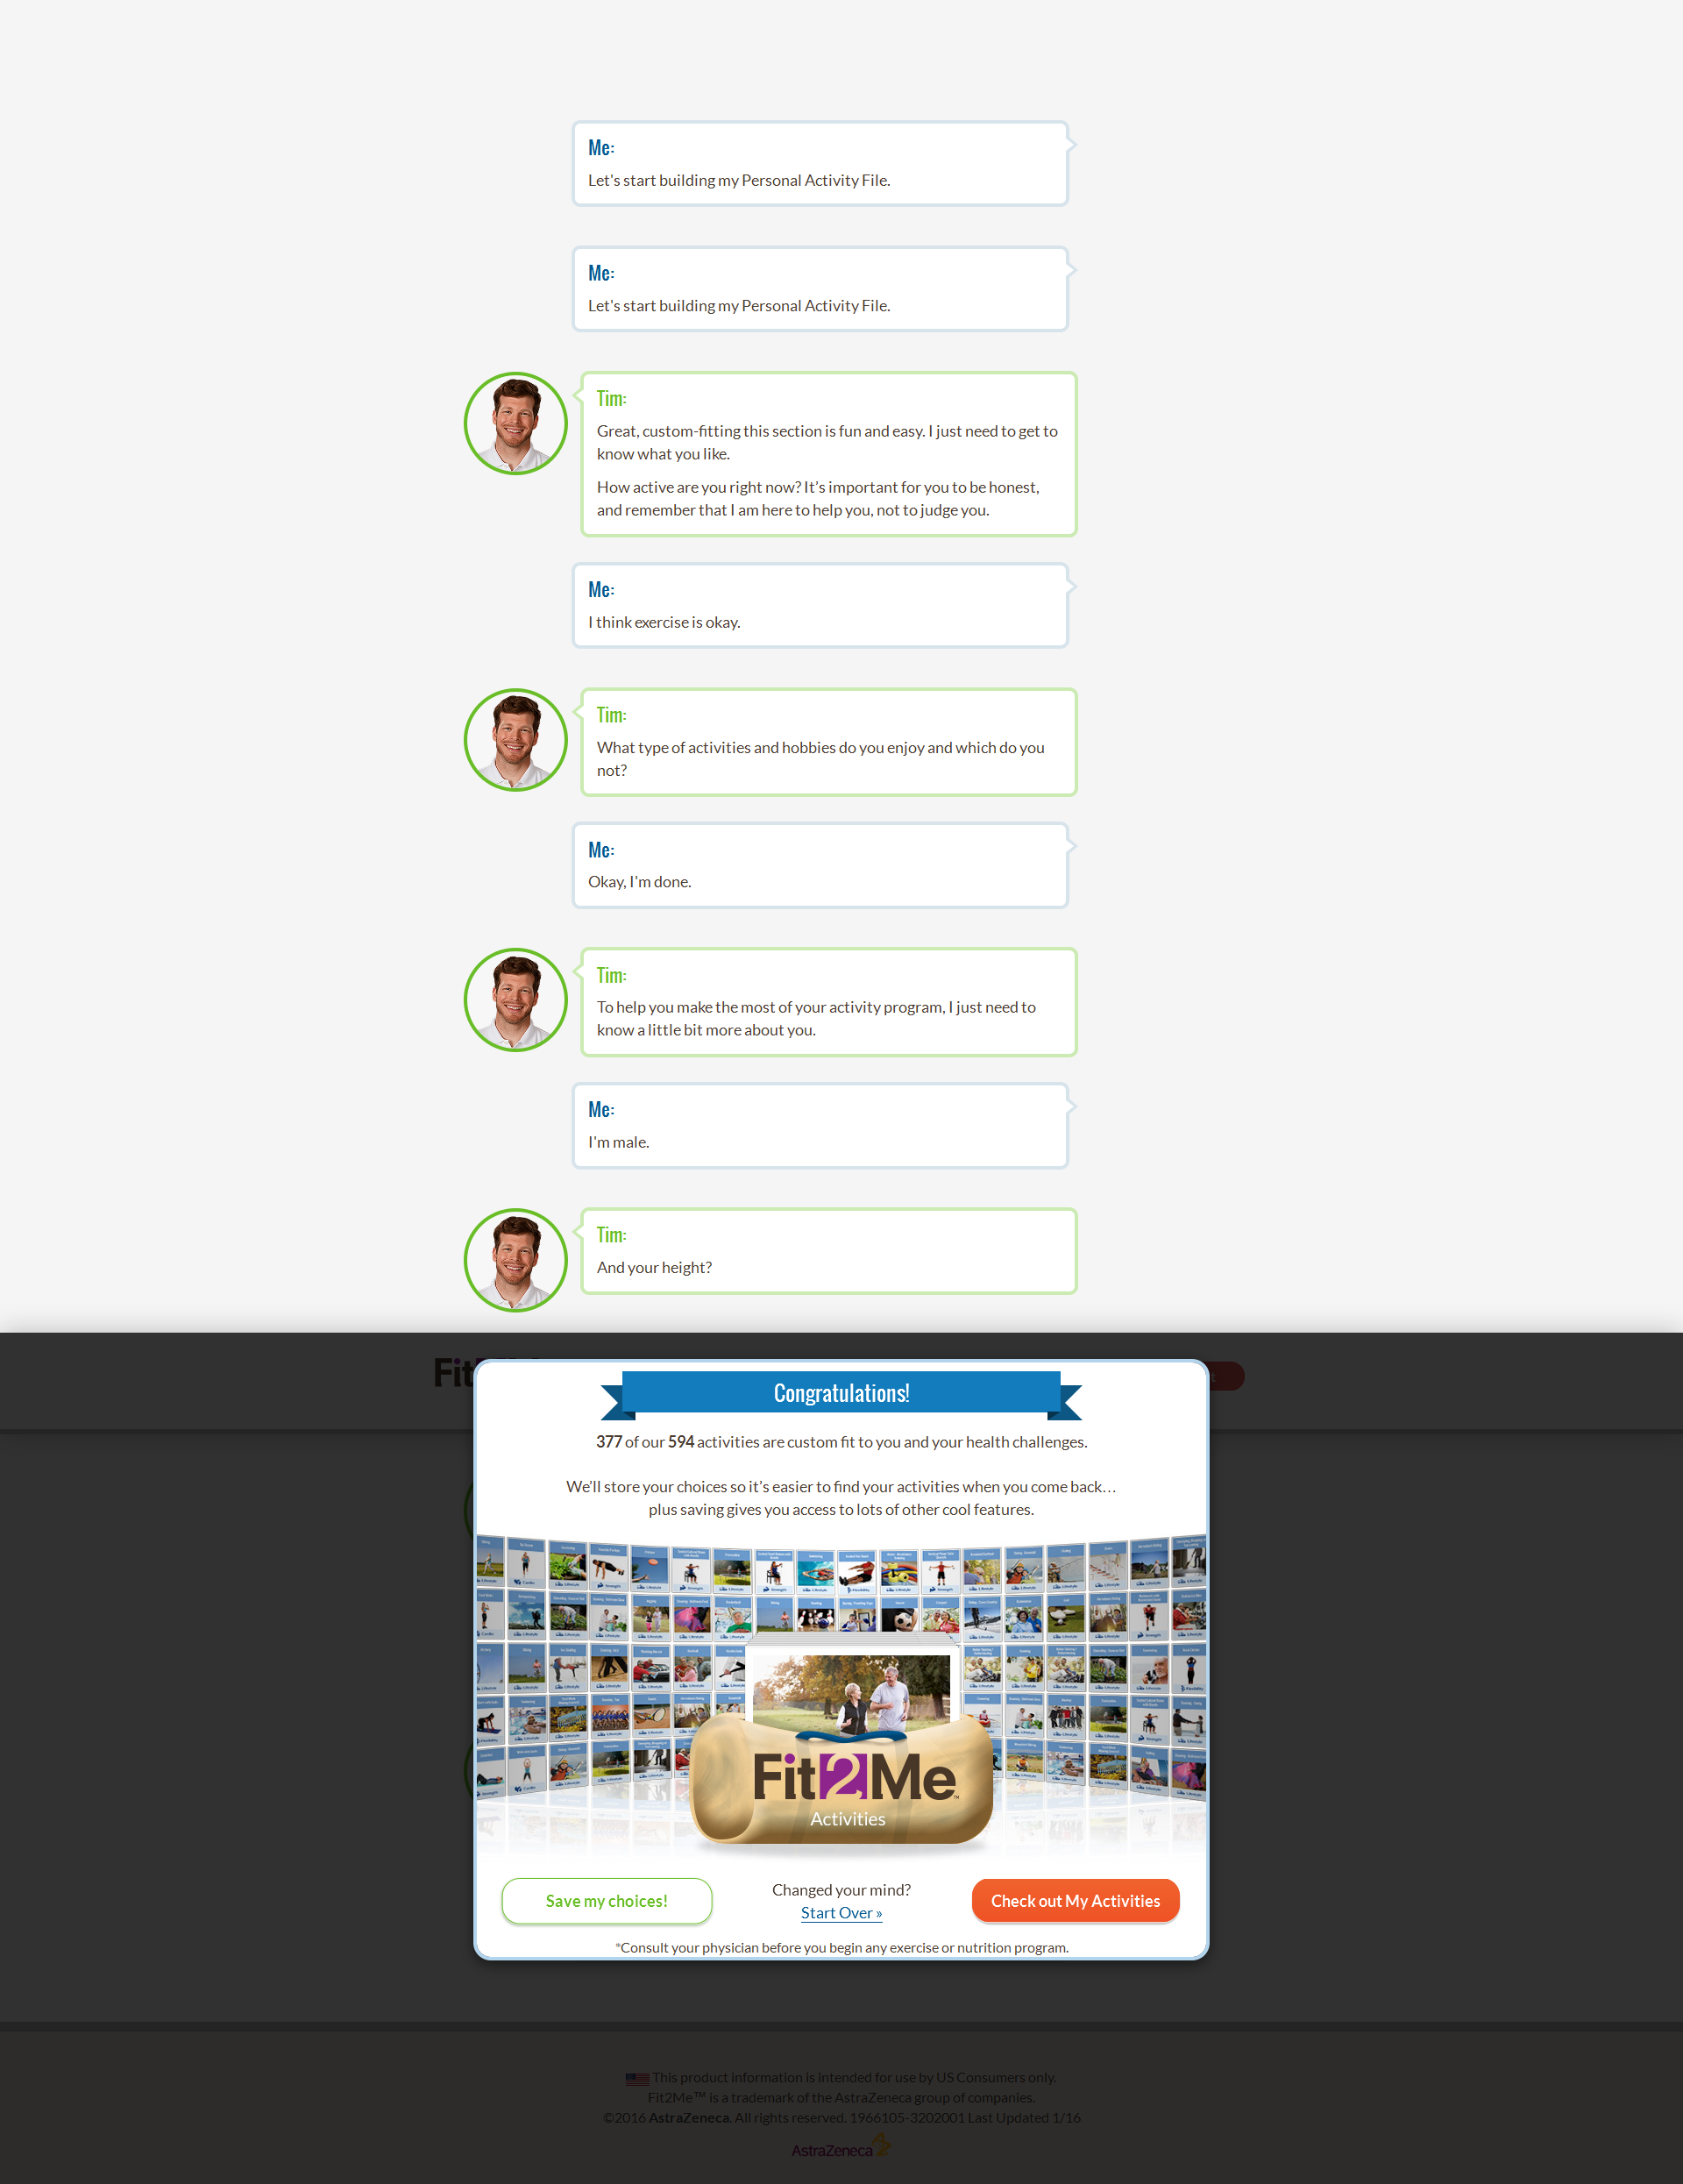 Me:
Let's start building my Personal Activity File.
Me:
Let's start building my Personal Activity File.
Tim:
Great, custom-fitting this section is fun and easy. I just need to get to
know what you like.
How active are you right now? It’s important for you to be honest,
and remember that I am here to help you, not to judge you.
Me:
I think exercise is okay.
Tim:
What type of activities and hobbies do you enjoy and which do you
not?
Me:
Okay, I'm done.
Tim:
To help you make the most of your activity program, I just need to
know a little bit more about you.
Me:
I'm male.
Tim:
And your height?
Fit
Congratulations!
377 of our 594 activities are custom fit to you and your health challenges.
We’ll store your choices so it’s easier to find your activities when you come back…
plus saving gives you access to lots of other cool features.
Fit2Me™
Activities
Save my choices!
Changed your mind?
Start Over »
Check out My Activities
*Consult your physician before you begin any exercise or nutrition program.
This product information is intended for use by US Consumers only.
Fit2Me™ is a trademark of the AstraZeneca group of companies.
©2016 AstraZeneca. All rights reserved. 1966105-3202001 Last Updated 1/16
AstraZeneca